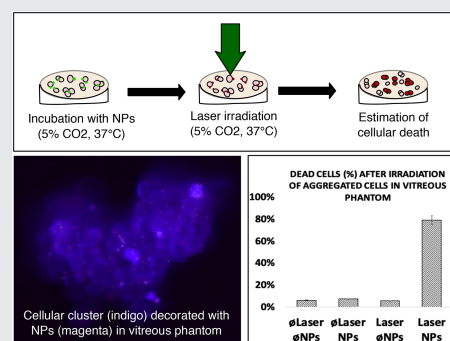 Incubation with NPs
(5% CO2, 37°C)
Laser irradiation
(5% CO2, 37°C)
Estimation of
cellular death
Cellular cluster (indigo) decorated with
NPs (magenta) in vitreous phantom
DEAD CELLS (%) AFTER IRRADIATION
OF AGGREGATED CELLS IN VITREOUS
PHANTOM
100%
80%
60%
40%
20%
0%
øLaser øLaser Laser Laser
øNPs NPs øNPs NPs